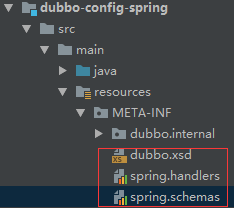 dubbo-config-spring
src
main
java
resources
META-INF
dubbo.internal
dubbo.xsd
spring.handlers
spring.schemas